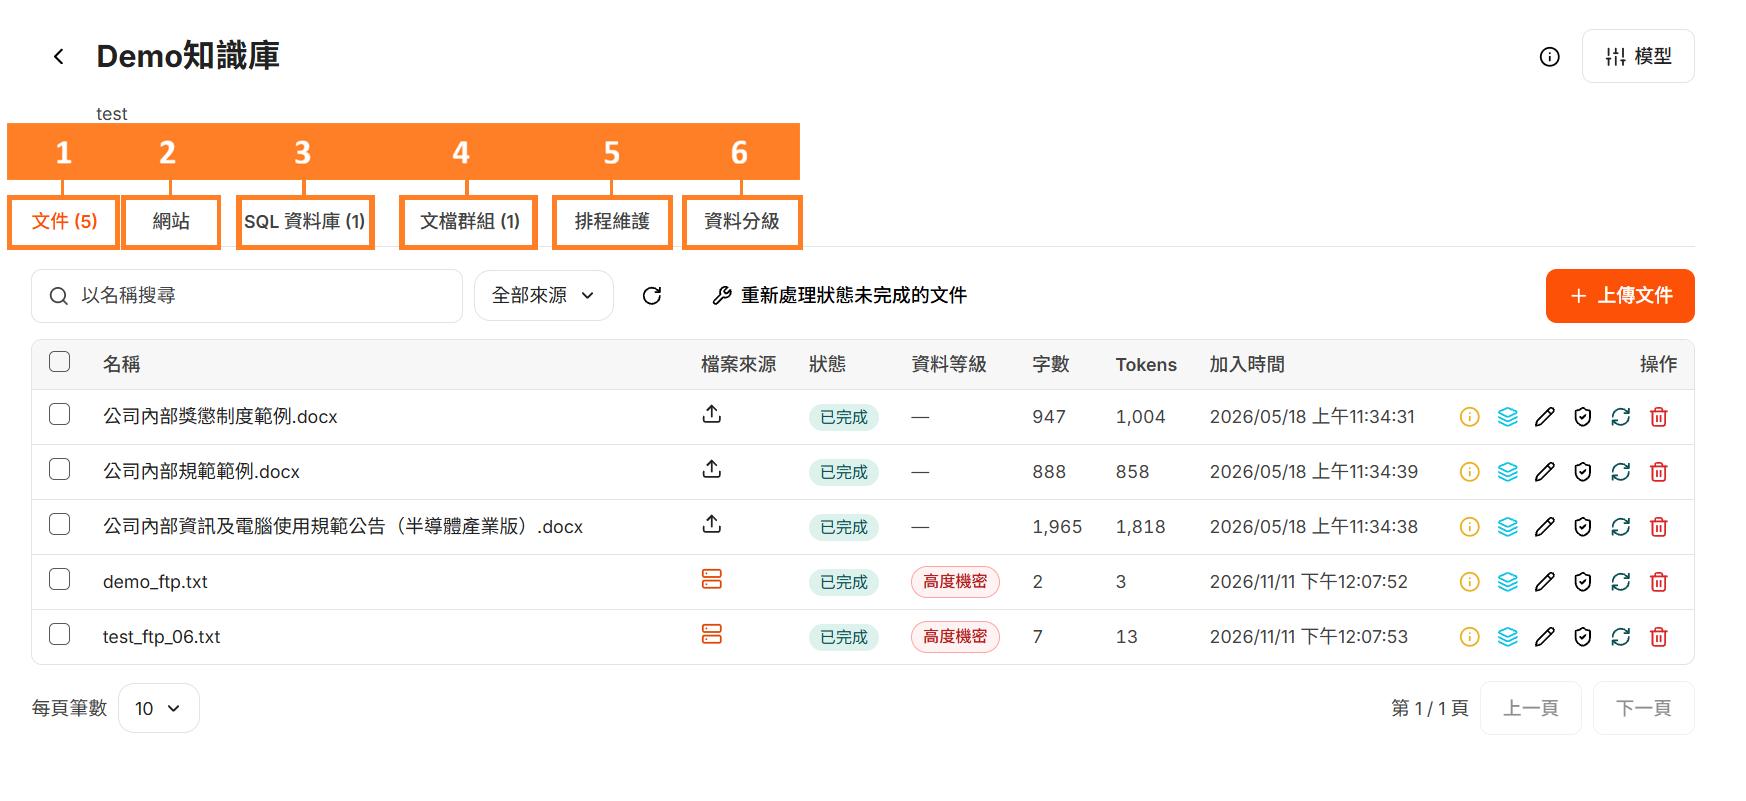 Demo知識庫
模型
test
1 2 3 4 5 6
文件 (5) 網站 SQL 資料庫 (1) 文檔群組 (1) 排程維護 資料分級
以名稱搜尋 全部來源 重新處理狀態未完成的文件 上傳文件
名稱 檔案來源 狀態 資料等級 字數 Tokens 加入時間 操作
公司內部獎懲制度範例.docx 已完成 — 947 1,004 2026/05/18 上午11:34:31
公司內部規範範例.docx 已完成 — 888 858 2026/05/18 上午11:34:39
公司內部資訊及電腦使用規範公告（半導體產業版）.docx 已完成 — 1,965 1,818 2026/05/18 上午11:34:38
demo_ftp.txt 已完成 高度機密 2 3 2026/11/11 下午12:07:52
test_ftp_06.txt 已完成 高度機密 7 13 2026/11/11 下午12:07:53
每頁筆數 10 第 1 / 1 頁 上一頁 下一頁